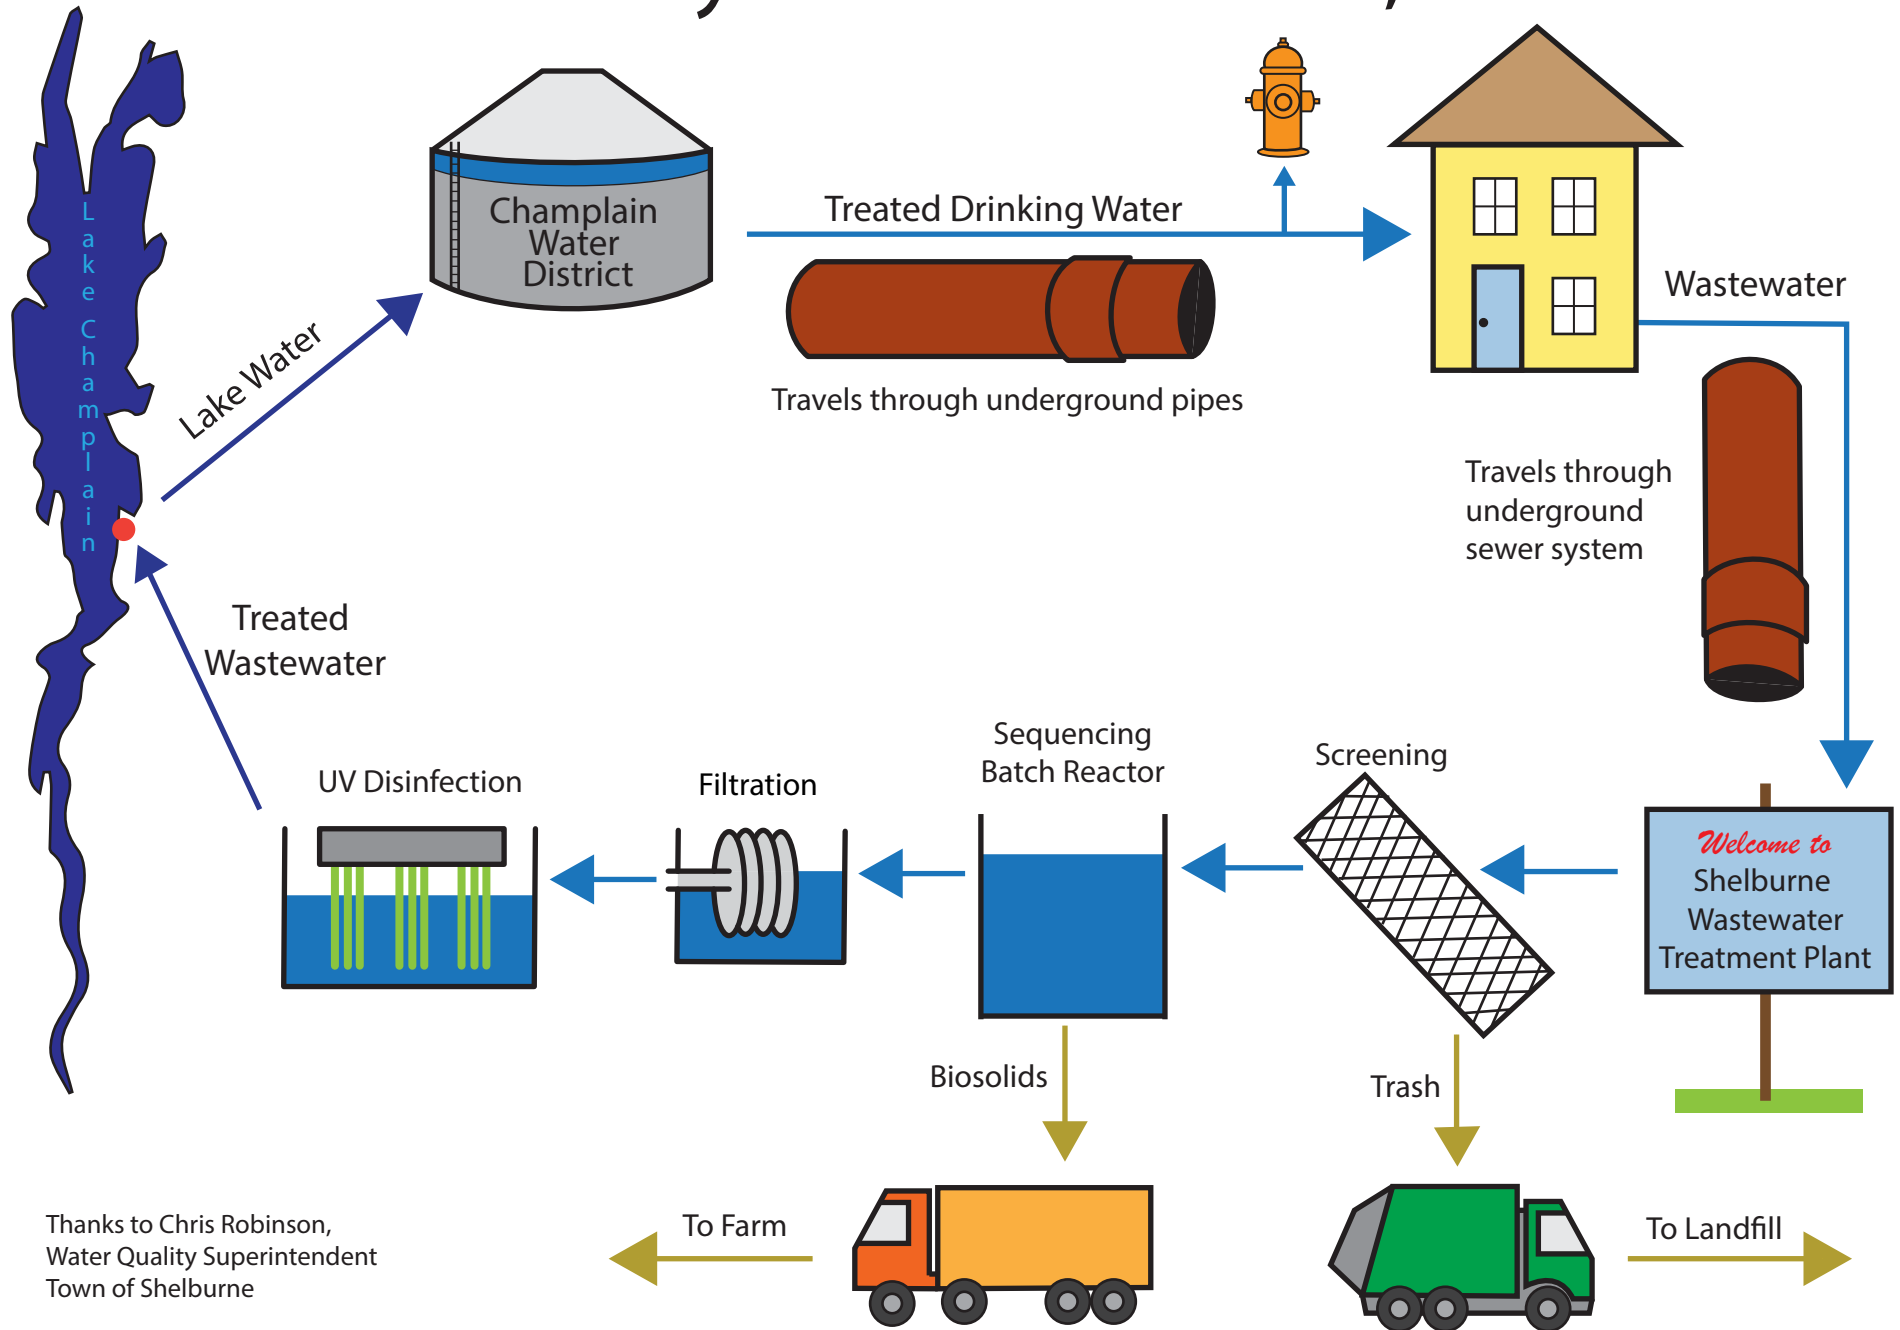 Lake Champlain
Champlain
Water
District
Lake Water
Treated Drinking Water
Travels through underground pipes
Wastewater
Travels through
underground
sewer system
Treated
Wastewater
UV Disinfection
Filtration
Sequencing
Batch Reactor
Screening
Welcome to
Shelburne
Wastewater
Treatment Plant
Biosolids
Trash
To Farm
To Landfill
Thanks to Chris Robinson,
Water Quality Superintendent
Town of Shelburne